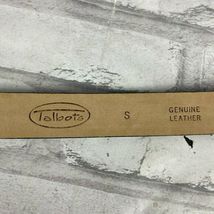 Talbots
S
GENUINE
LEATHER